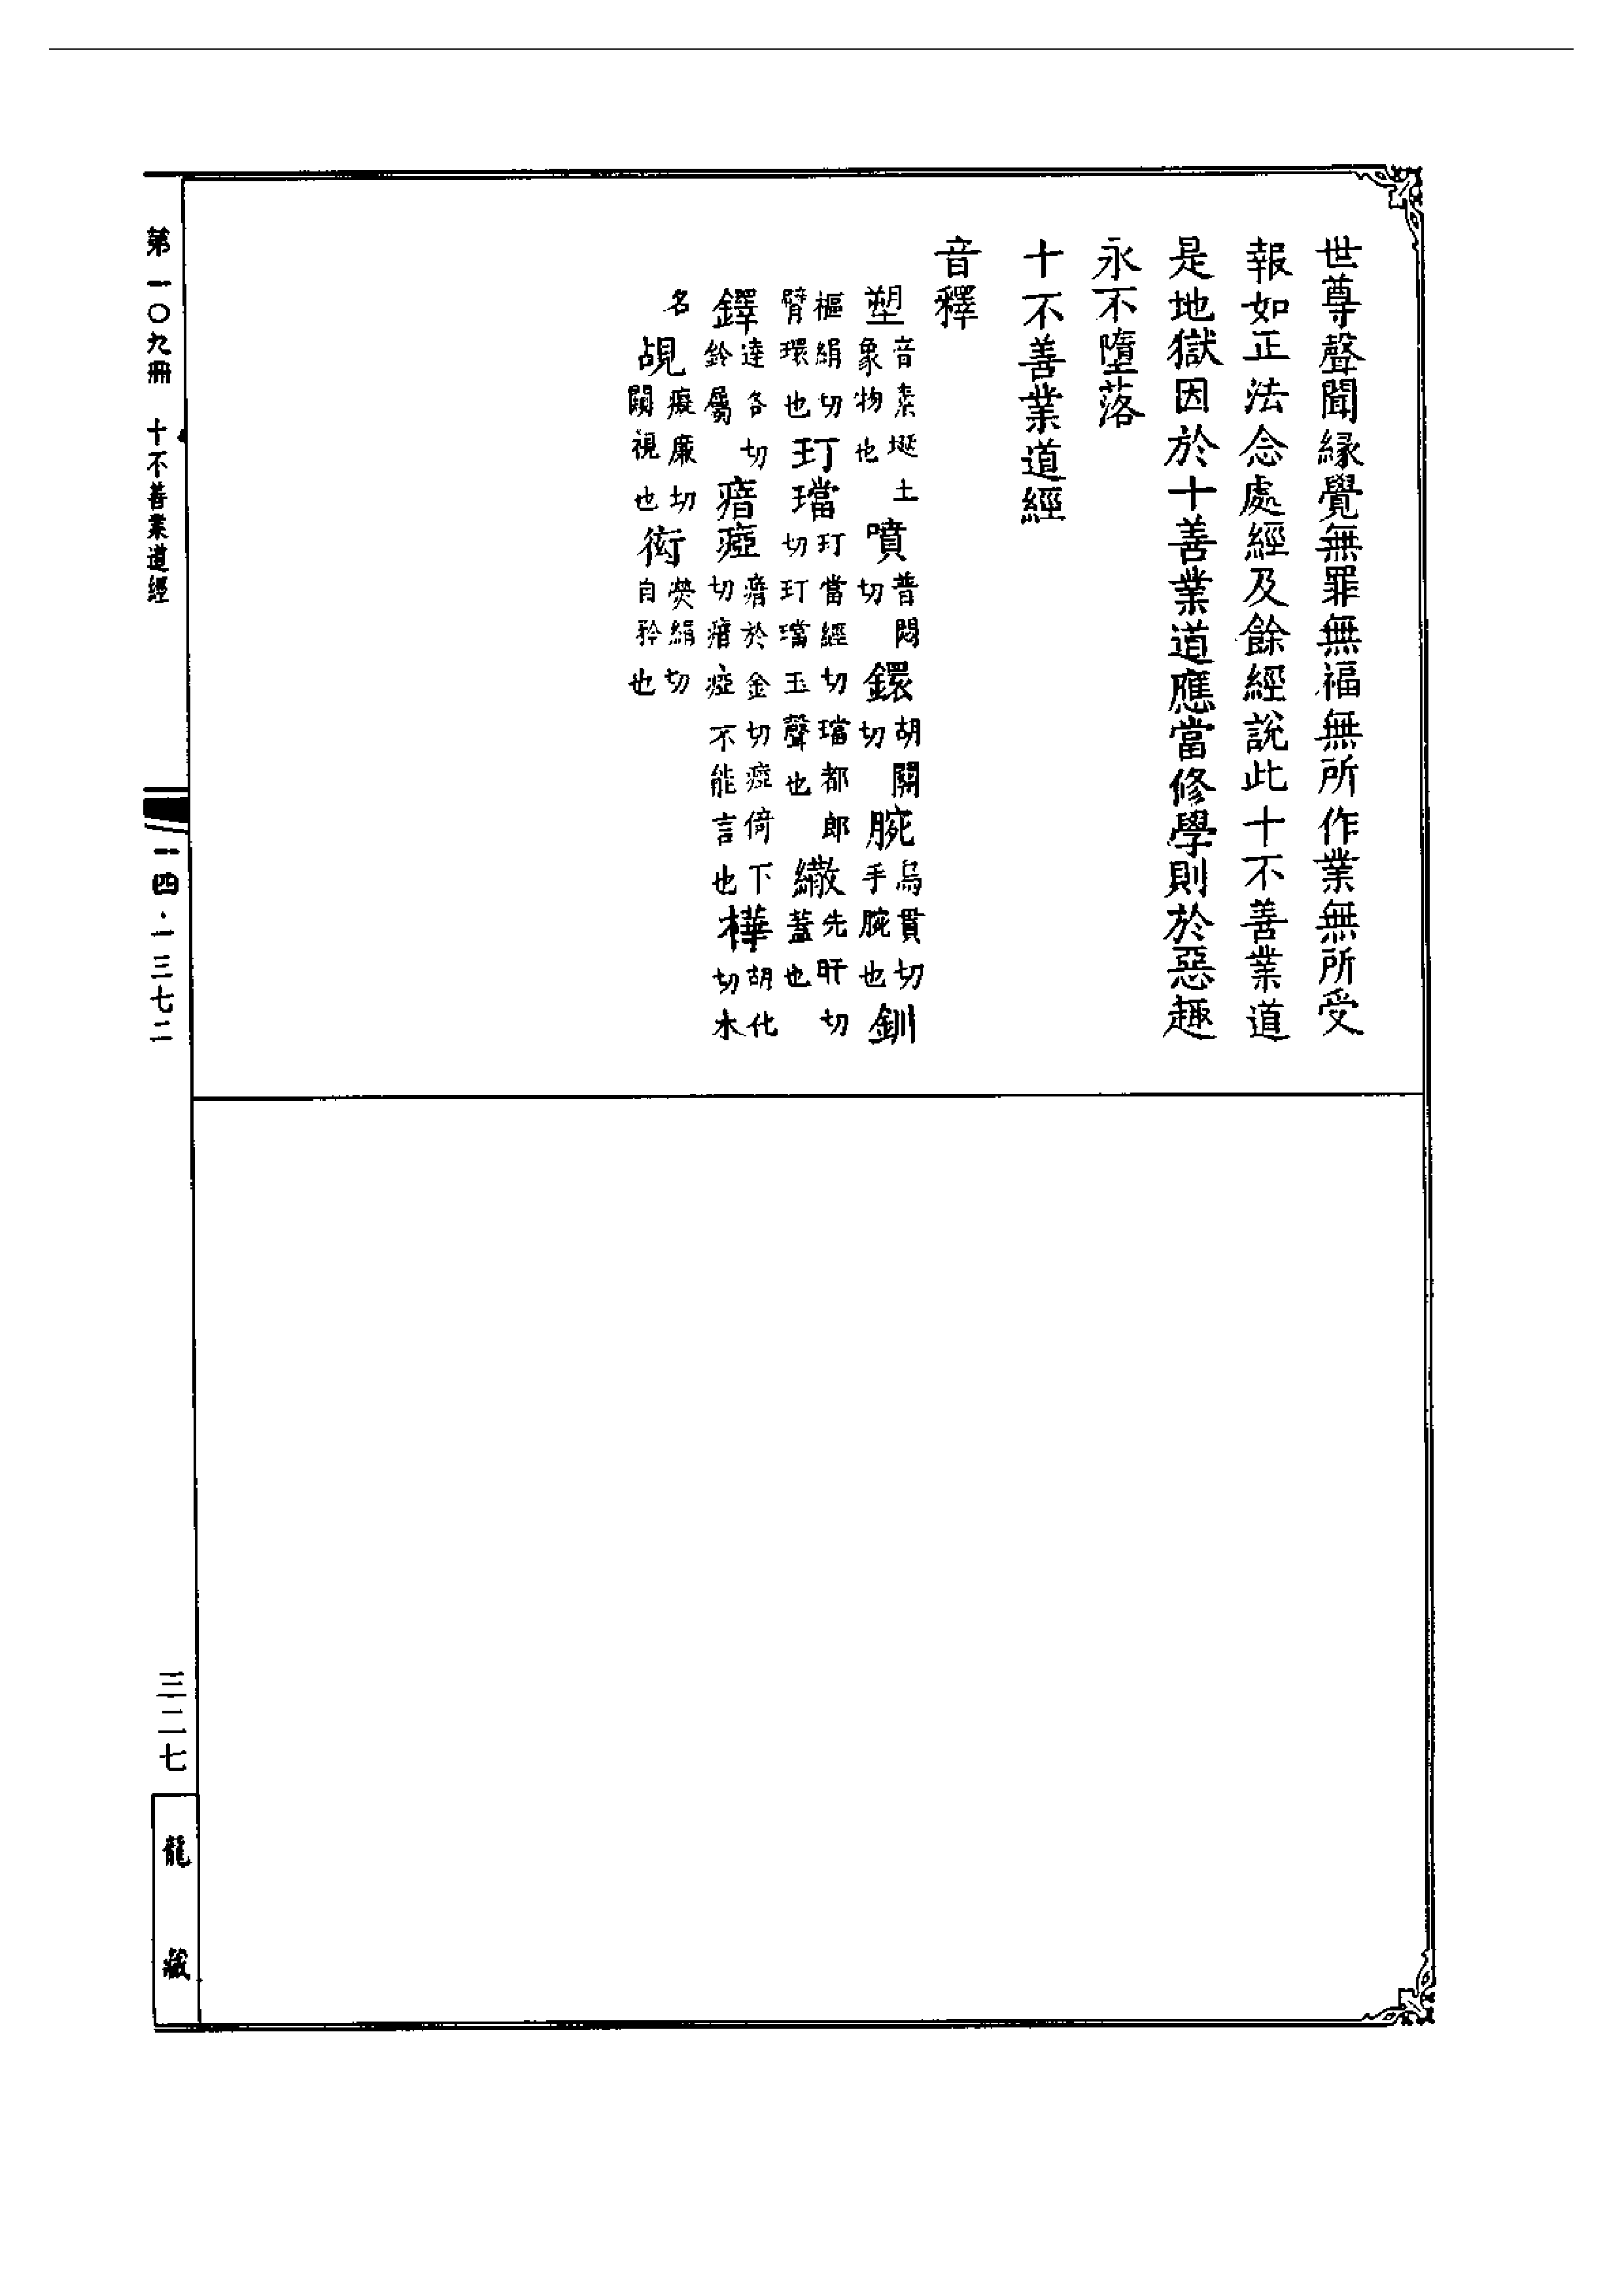 世尊聲聞緣覺無罪無福無所作業無所受
報如正法念處經及餘經說此十不善業道
是地獄因於十善業道應當修學則於惡趣
永不墮落
十不善業道經
音釋
塑音素埏土象物也噴普悶切鐶胡關切腕烏貫切手腕也釧
樞絹切臂環也玎璫玎當經切璫都郎切玎璫玉聲也繖先旰切蓋也
鐸達各切鈴屬瘖瘂瘖於金切瘂倚下切瘖瘂不能言也樺胡化切木
名覘癡廉切闚視也衒熒絹切自矜也
第一〇九冊 十不善業道經
一四·一三七二
三二七
龍藏